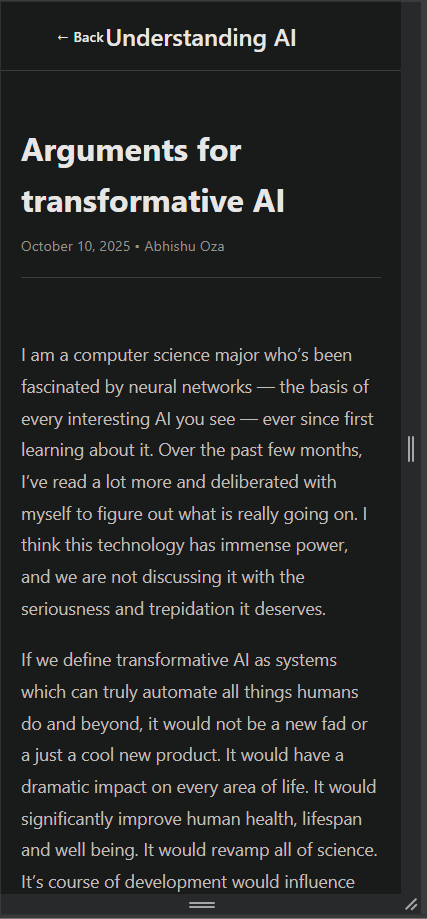 ← Back Understanding AI
Arguments for
transformative AI
October 10, 2025 • Abhishu Oza
I am a computer science major who’s been
fascinated by neural networks — the basis of
every interesting AI you see — ever since first
learning about it. Over the past few months,
I’ve read a lot more and deliberated with
myself to figure out what is really going on. I
think this technology has immense power,
and we are not discussing it with the
seriousness and trepidation it deserves.
If we define transformative AI as systems
which can truly automate all things humans
do and beyond, it would not be a new fad or
a just a cool new product. It would have a
dramatic impact on every area of life. It would
significantly improve human health, lifespan
and well being. It would revamp all of science.
It’s course of development would influence